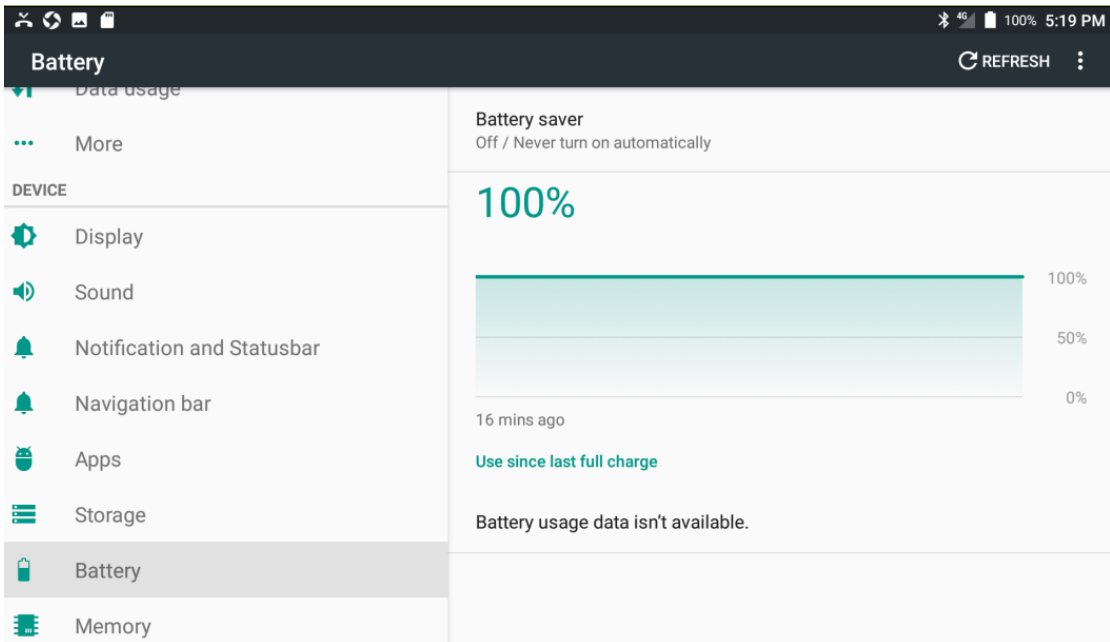 4G 100% 5:19 PM
Battery
REFRESH
Data usage
More
DEVICE
Display
Sound
Notification and Statusbar
Navigation bar
Apps
Storage
Battery
Memory
Battery saver
Off / Never turn on automatically
100%
100%
50%
0%
16 mins ago
Use since last full charge
Battery usage data isn't available.